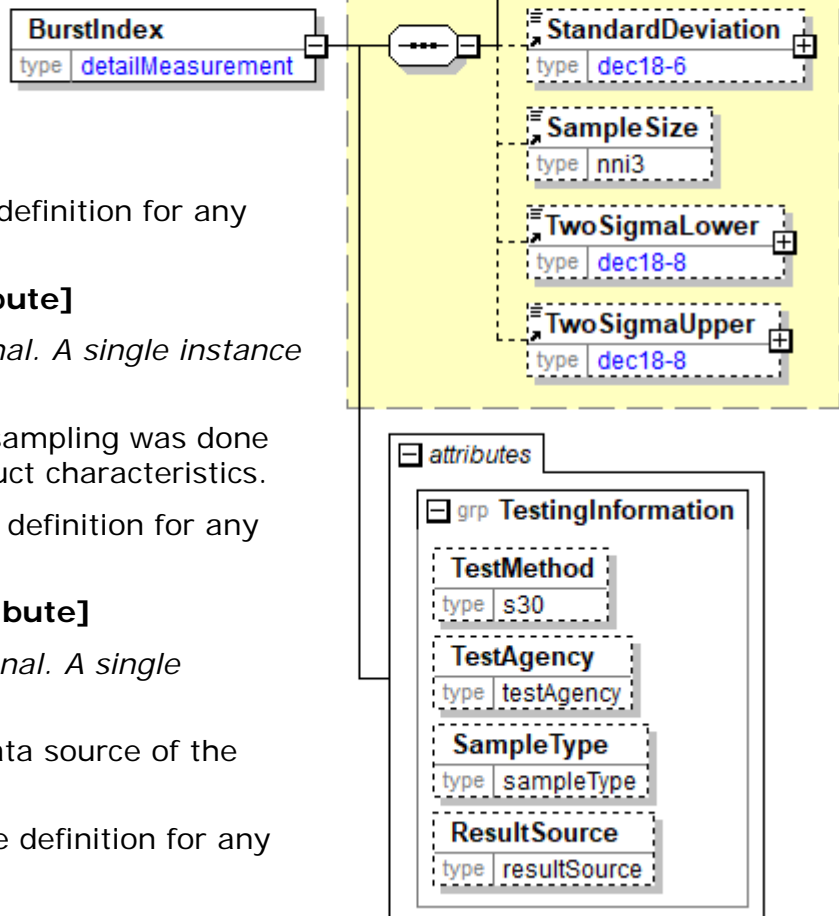 BurstIndex
type detailMeasurement
StandardDeviation
type dec18-6
SampleSize
type nni3
TwoSigmaLower
type dec18-8
TwoSigmaUpper
type dec18-8
definition for any
bute]
nal. A single instance
sampling was done
uct characteristics.
definition for any
bute]
nal. A single
ata source of the
e definition for any
attributes
grp TestingInformation
TestMethod
type s30
TestAgency
type testAgency
SampleType
type sampleType
ResultSource
type resultSource